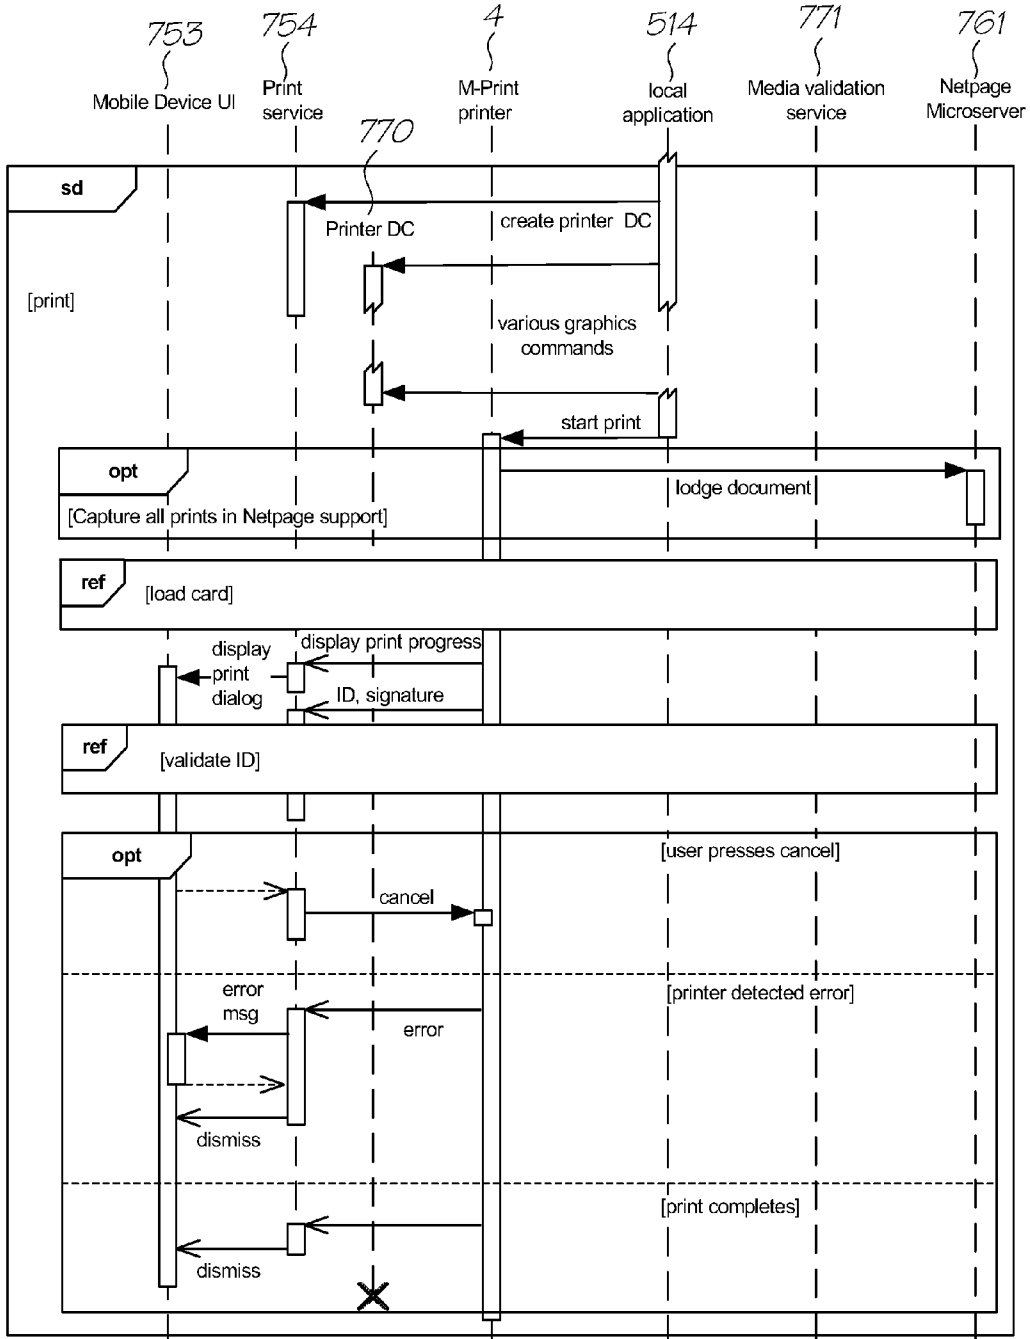 753
754
4
514
771
761
Mobile Device UI
Print
service
M-Print
printer
local
application
Media validation
service
Netpage
Microserver
770
sd
Printer DC
create printer DC
[print]
various graphics
commands
start print
opt
lodge document
[Capture all prints in Netpage support]
ref
[load card]
display
print
dialog
display print progress
ID, signature
ref
[validate ID]
opt
[user presses cancel]
cancel
[printer detected error]
error
msg
error
dismiss
[print completes]
dismiss